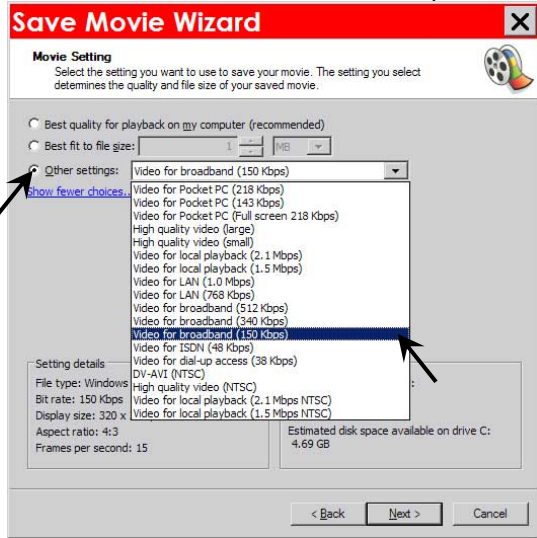 Save Movie Wizard
Movie Setting
Select the setting you want to use to save your movie. The setting you select
detemines the quality and file size of your saved movie.
Best quality for playback on my computer (recommended)
Best fit to file size: 1 MB
Other settings: Video for broadband (150 Kbps)
Show fewer choices..
Video for Pocket PC (218 Kbps)
Video for Pocket PC (143 Kbps)
Video for Pocket PC (Full screen 218 Kbps)
High quality video (large)
High quality video (small)
Video for local playback (2.1 Mbps)
Video for local playback (1.5 Mbps)
Video for LAN (1.0 Mbps)
Video for LAN (768 Kbps)
Video for broadband (512 Kbps)
Video for broadband (340 Kbps)
Video for broadband (150 Kbps)
Video for ISDN (48 Kbps)
Video for dial-up access (38 Kbps)
DV-AVI (NTSC)
High quality video (NTSC)
Video for local playback (2.1 Mbps NTSC)
Video for local playback (1.5 Mbps NTSC)
Setting details
File type: Windows
Bit rate: 150 Kbps
Display size: 320 x
Aspect ratio: 4:3
Frames per second: 15
:
Estimated disk space available on drive C:
4.69 GB
< Back
Next >
Cancel